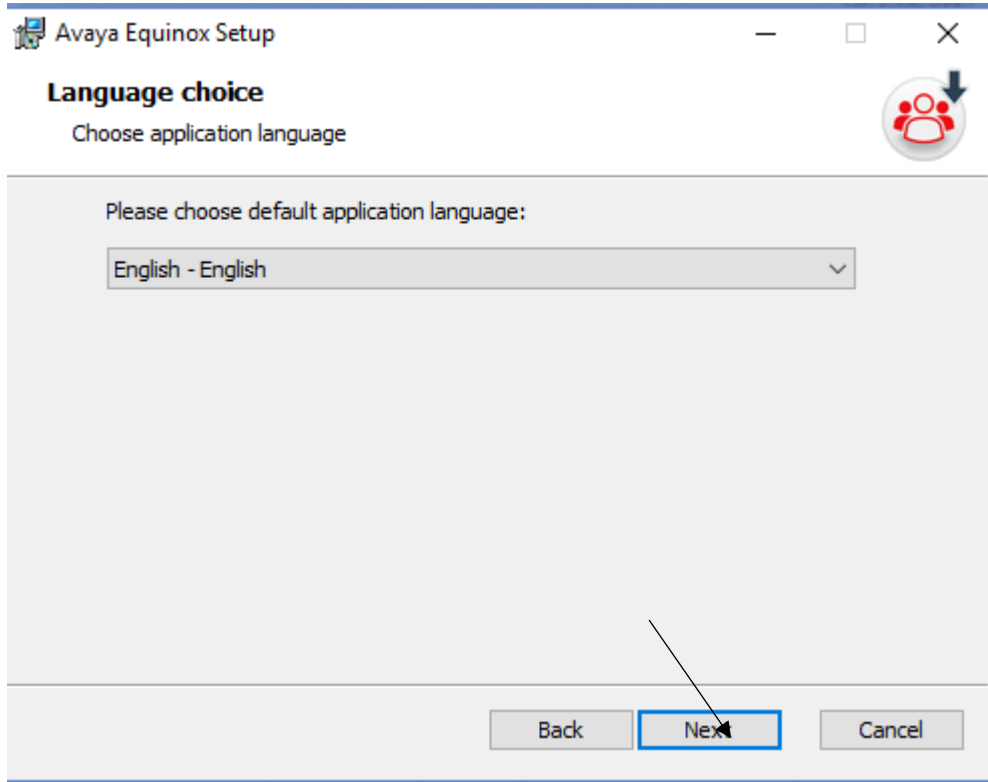 Avaya Equinox Setup
Language choice
Choose application language
Please choose default application language:
English - English
Back Next Cancel